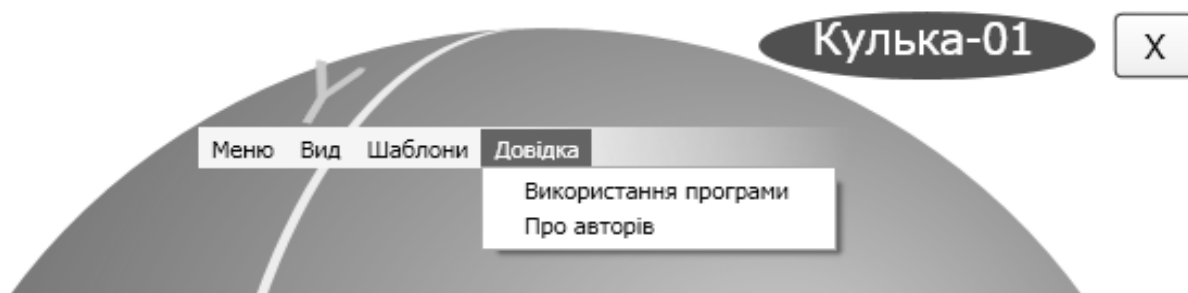 Кулька-01
X
Меню Вид Шаблони Довідка
Використання програми
Про авторів